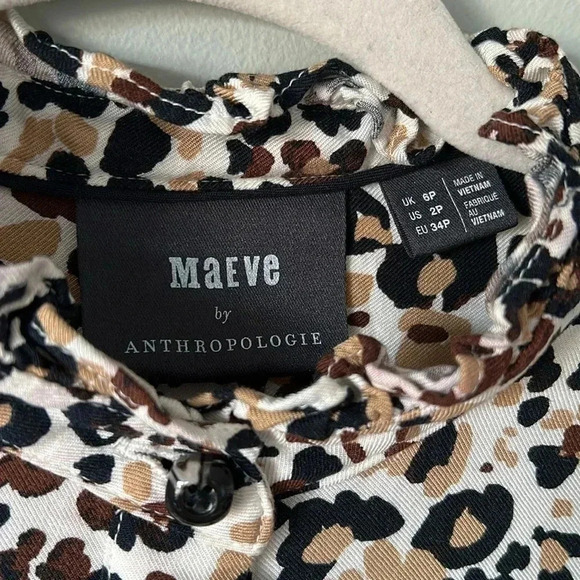 MaEve
by
ANTHROPOLOGIE
UK 6P
US 2P
EU 34P
MADE IN
VIETNAM
FABRIQUÉ
AU
VIETNAM